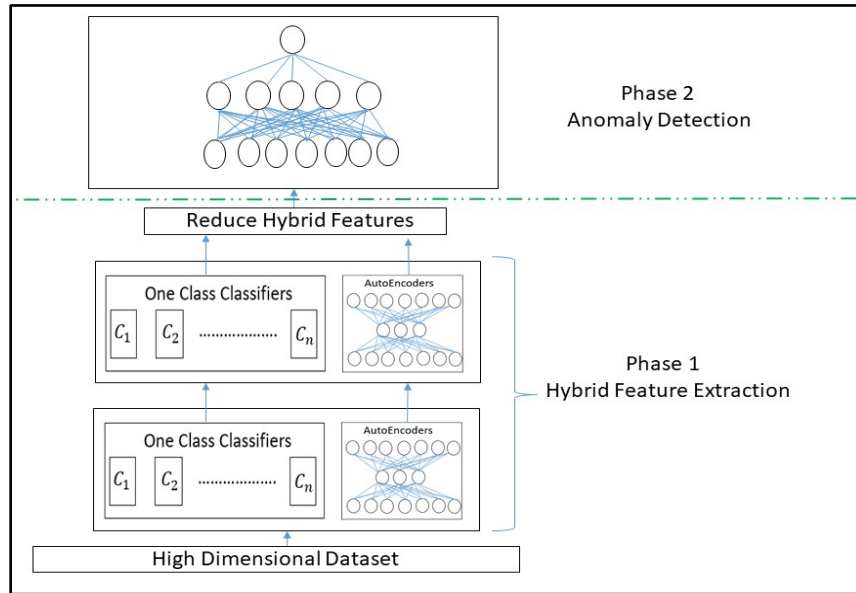 Phase 2
Anomaly Detection
Reduce Hybrid Features
One Class Classifiers
C₁ C₂ ..................... Cₙ
AutoEncoders
Phase 1
Hybrid Feature Extraction
One Class Classifiers
C₁ C₂ ..................... Cₙ
AutoEncoders
High Dimensional Dataset